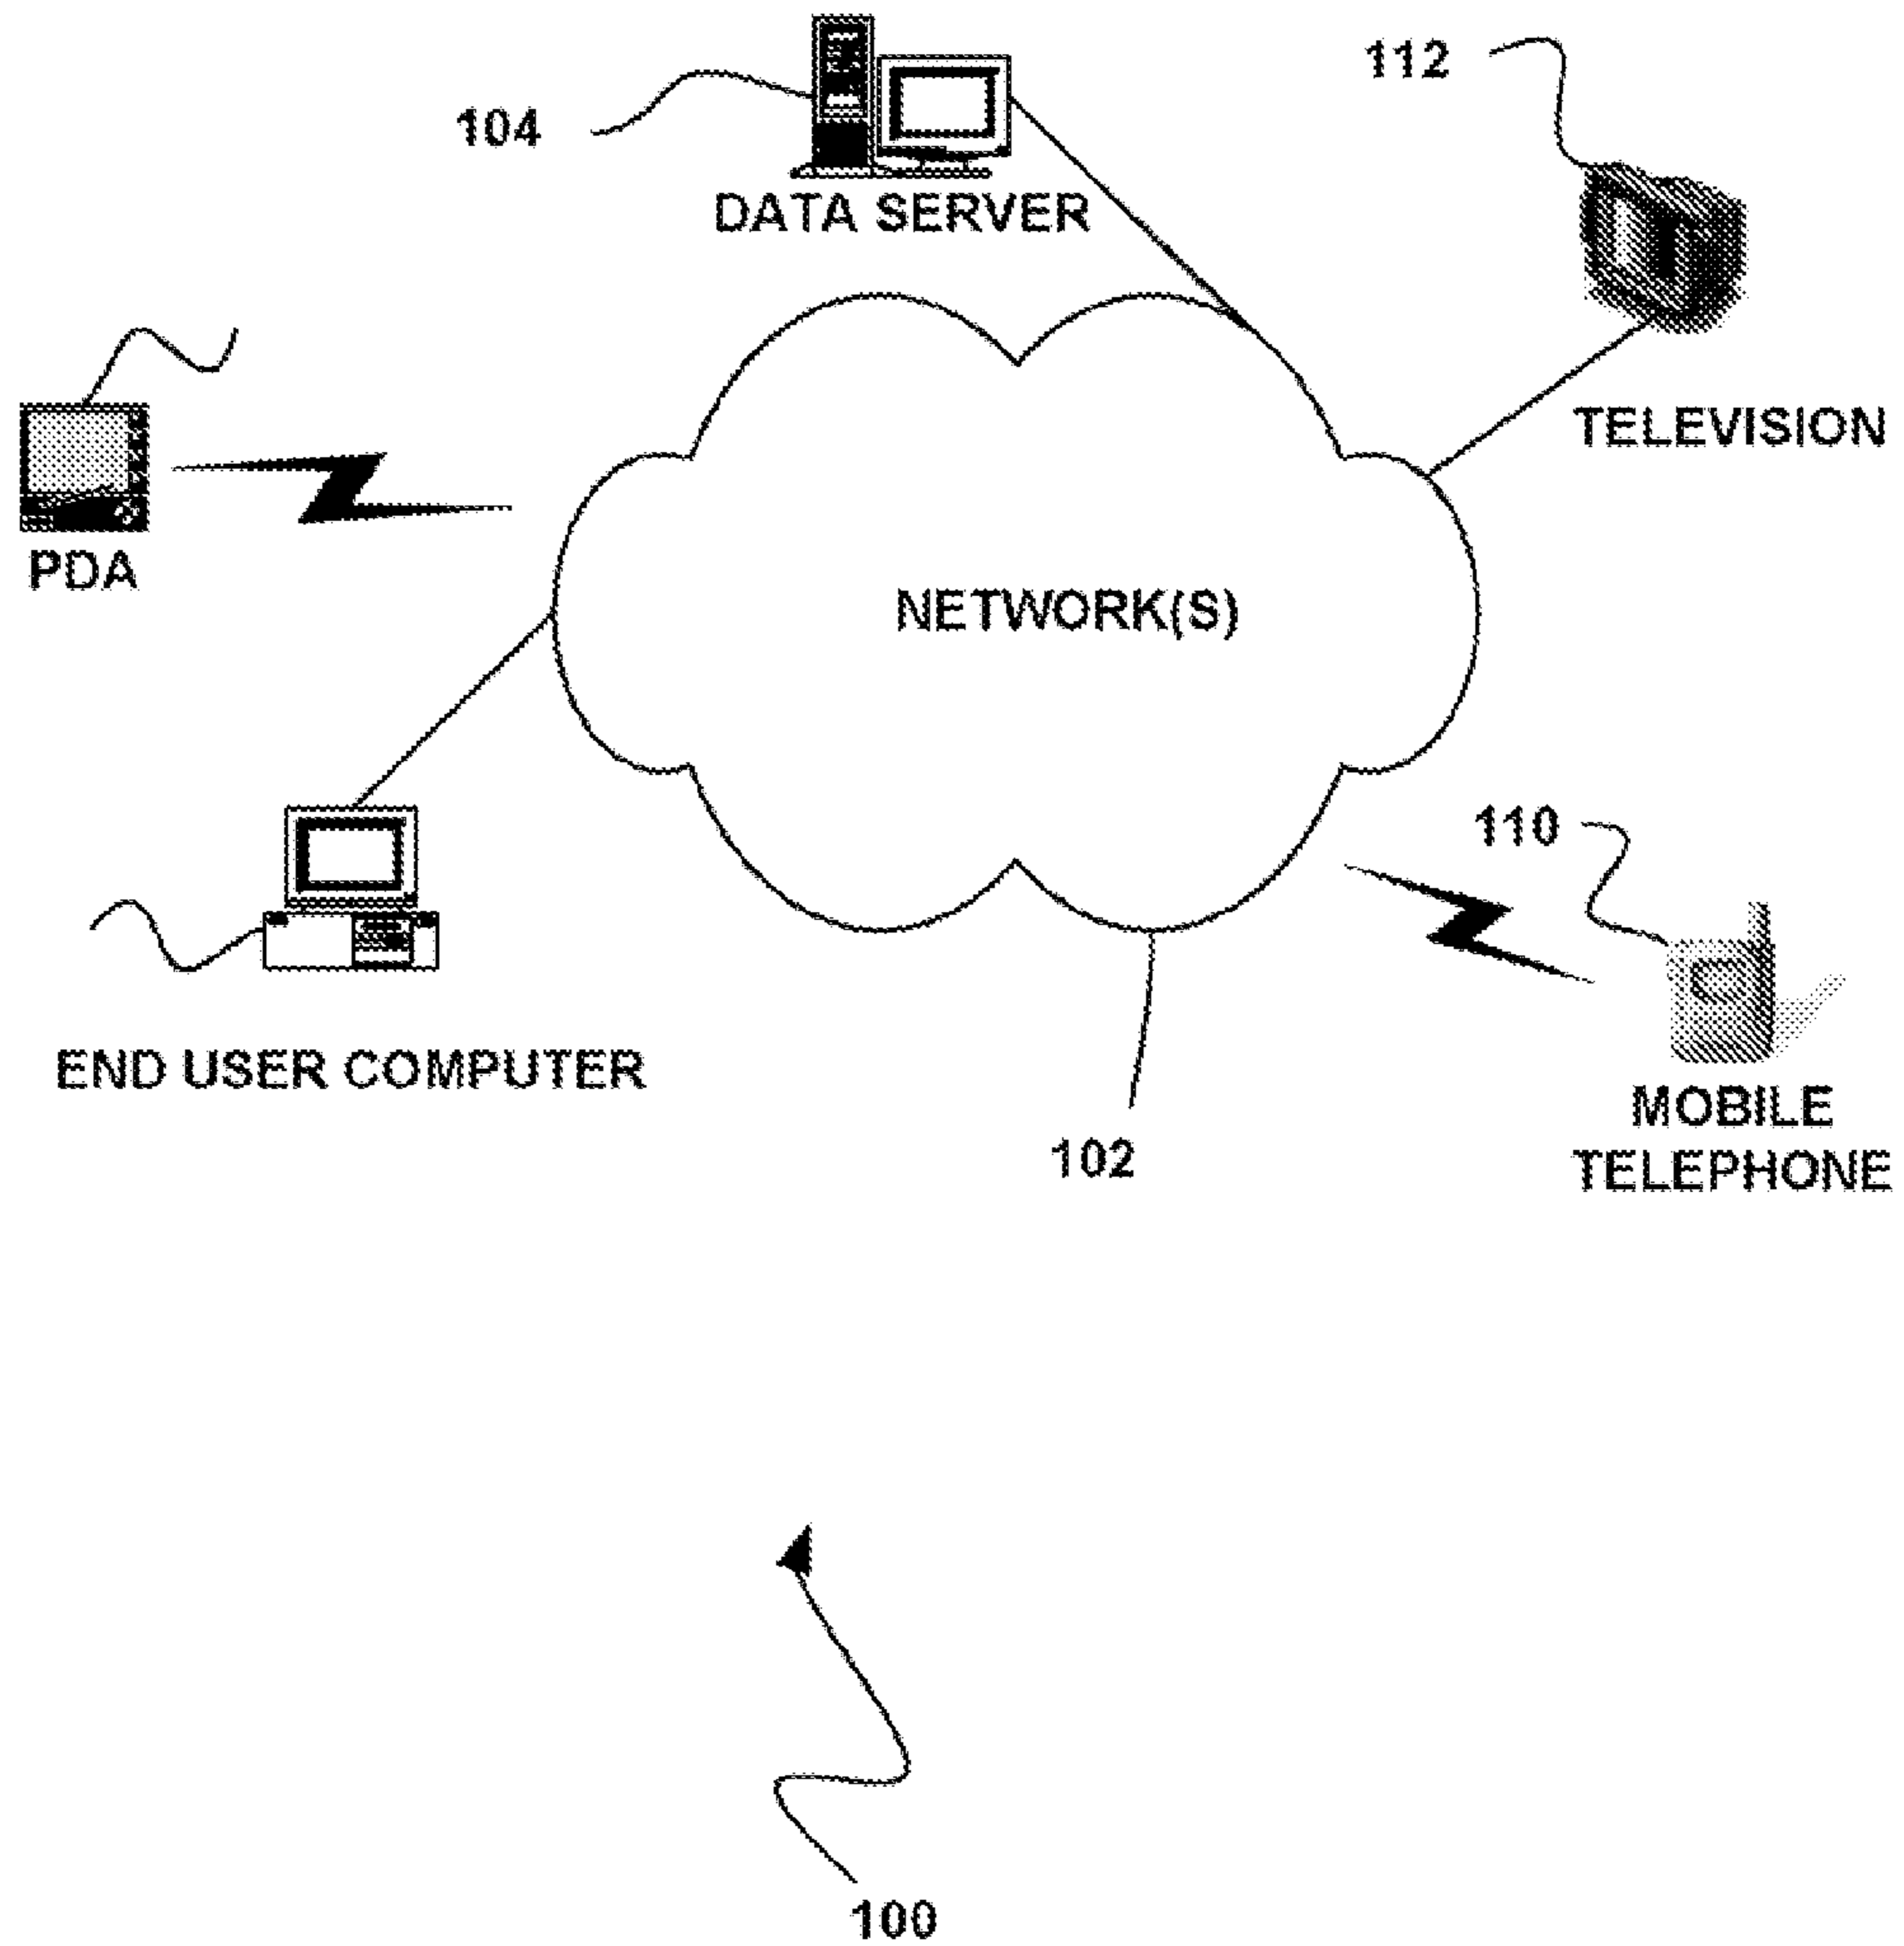 104
112
DATA SERVER
TELEVISION
PDA
NETWORK(S)
110
END USER COMPUTER
MOBILE
TELEPHONE
102
100